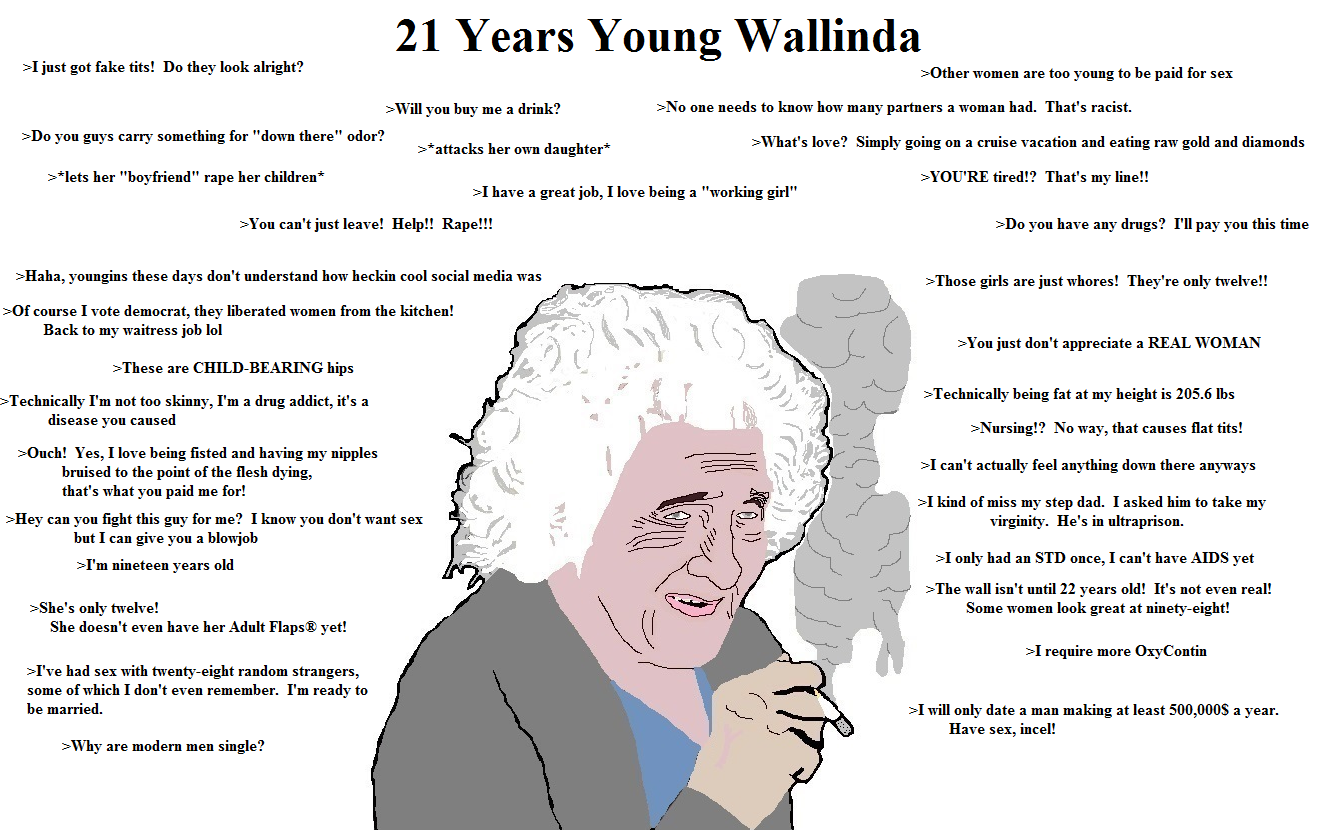 21 Years Young Wallinda
>I just got fake tits!  Do they look alright?
>Other women are too young to be paid for sex
>Will you buy me a drink?
>No one needs to know how many partners a woman had.  That's racist.
>Do you guys carry something for "down there" odor?
>*attacks her own daughter*
>What's love?  Simply going on a cruise vacation and eating raw gold and diamonds
>*lets her "boyfriend" rape her children*
>I have a great job, I love being a "working girl"
>YOU'RE tired!?  That's my line!!
>You can't just leave!  Help!!  Rape!!!
>Do you have any drugs?  I'll pay you this time
>Haha, youngins these days don't understand how heckin cool social media was
>Of course I vote democrat, they liberated women from the kitchen!
Back to my waitress job lol
>These are CHILD-BEARING hips
>Technically I'm not too skinny, I'm a drug addict, it's a
disease you caused
>Ouch!  Yes, I love being fisted and having my nipples
bruised to the point of the flesh dying,
that's what you paid me for!
>Hey can you fight this guy for me?  I know you don't want sex
but I can give you a blowjob
>I'm nineteen years old
>She's only twelve!
She doesn't even have her Adult Flaps® yet!
>I've had sex with twenty-eight random strangers,
some of which I don't even remember.  I'm ready to
be married.
>Why are modern men single?
>Those girls are just whores!  They're only twelve!!
>You just don't appreciate a REAL WOMAN
>Technically being fat at my height is 205.6 lbs
>Nursing!?  No way, that causes flat tits!
>I can't actually feel anything down there anyways
>I kind of miss my step dad.  I asked him to take my
virginity.  He's in ultraprison.
>I only had an STD once, I can't have AIDS yet
>The wall isn't until 22 years old!  It's not even real!
Some women look great at ninety-eight!
>I require more OxyContin
>I will only date a man making at least 500,000$ a year.
Have sex, incel!